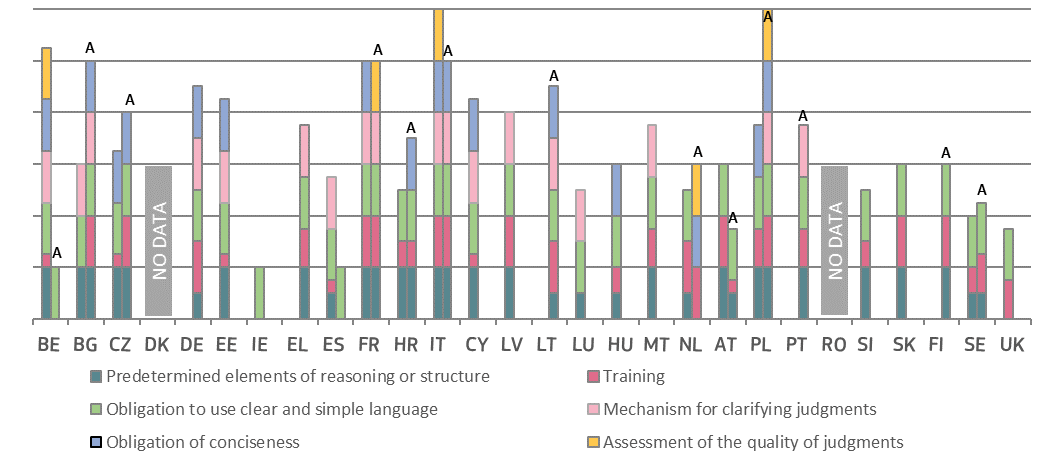 A
A
A
A
A
A
A
A
A
A
A
A
A
NO DATA
NO DATA
BE BG CZ DK DE EE IE EL ES FR HR IT CY LV LT LU HU MT NL AT PL PT RO SI SK FI SE UK
Predetermined elements of reasoning or structure
Training
Obligation to use clear and simple language
Mechanism for clarifying judgments
Obligation of conciseness
Assessment of the quality of judgments